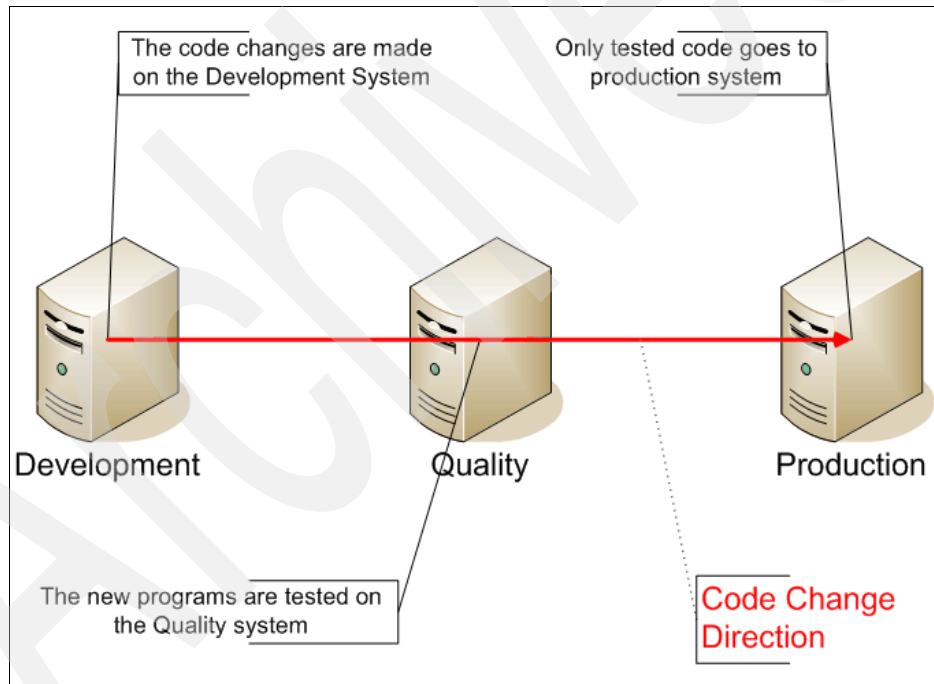 The code changes are made
on the Development System
Only tested code goes to
production system
Development
Quality
Production
The new programs are tested on
the Quality system
Code Change
Direction
Archive